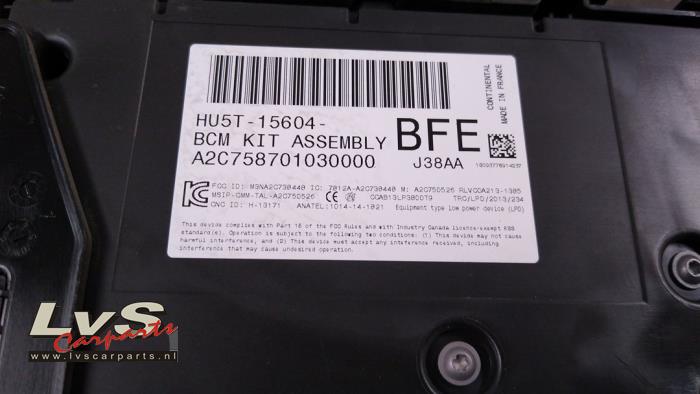 HU5T-15604-
BCM KIT ASSEMBLY
A2C758701030000
BFE
J38AA
CONTINENTAL
MADE IN FRANCE
FCC ID: M3NA2C730440 IC: 7812A-A2C730440 M: A2C750526 RLVCOA213-1385
MSIP-CMM-TAL-A2C750526 CE CCAB13LP3800T9 TRC/LPD/2013/234
CNC ID: H-13171 ANATEL:1014-14-1821 Equipment type low power device (LPD)
This device complies with Part 15 of the FCC Rules and with Industry Canada licence-exempt RSS
standard(s). Operation is subject to the following two conditions: (1) This device may not cause
harmful interference, and (2) This device must accept any interference received, including
interference that may cause undesired operation.
LvS
Carparts
www.lvscarparts.nl